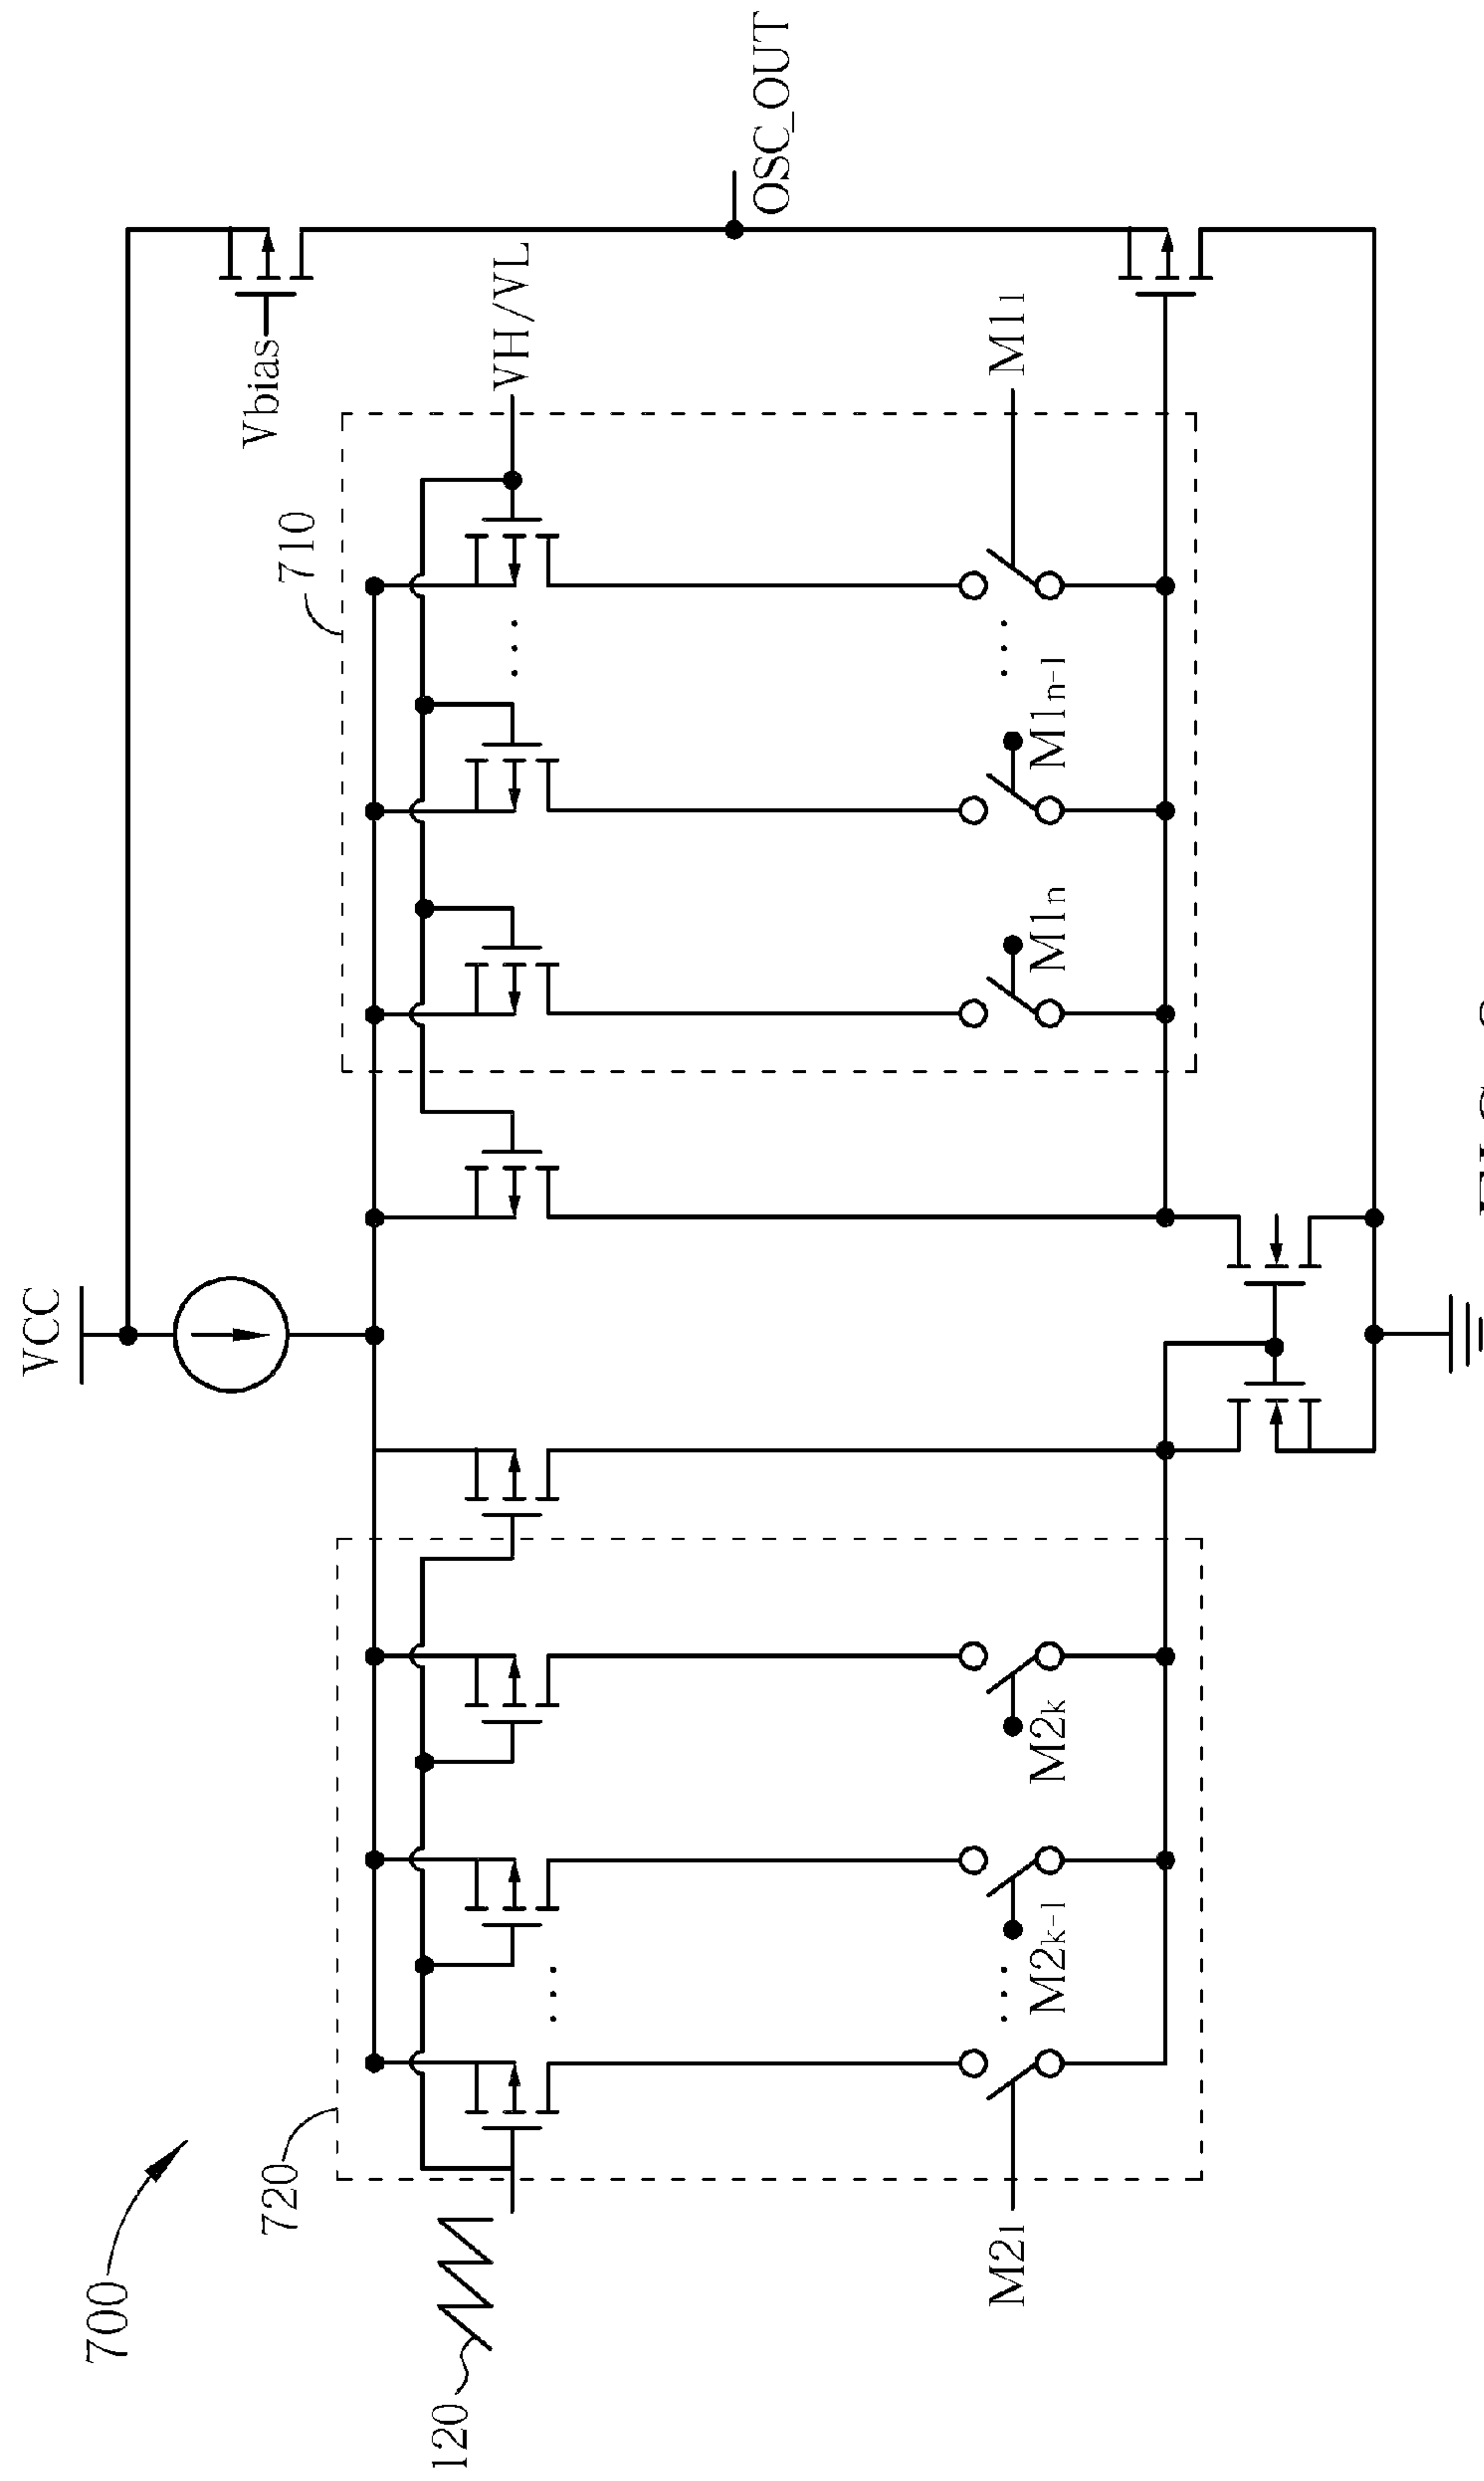 700
VCC
Vbias
OSC_OUT
720
710
120
VH/VL
M2₁
M2ₖ₋₁
M2ₖ
M1ₙ
M1ₙ₋₁
M1₁